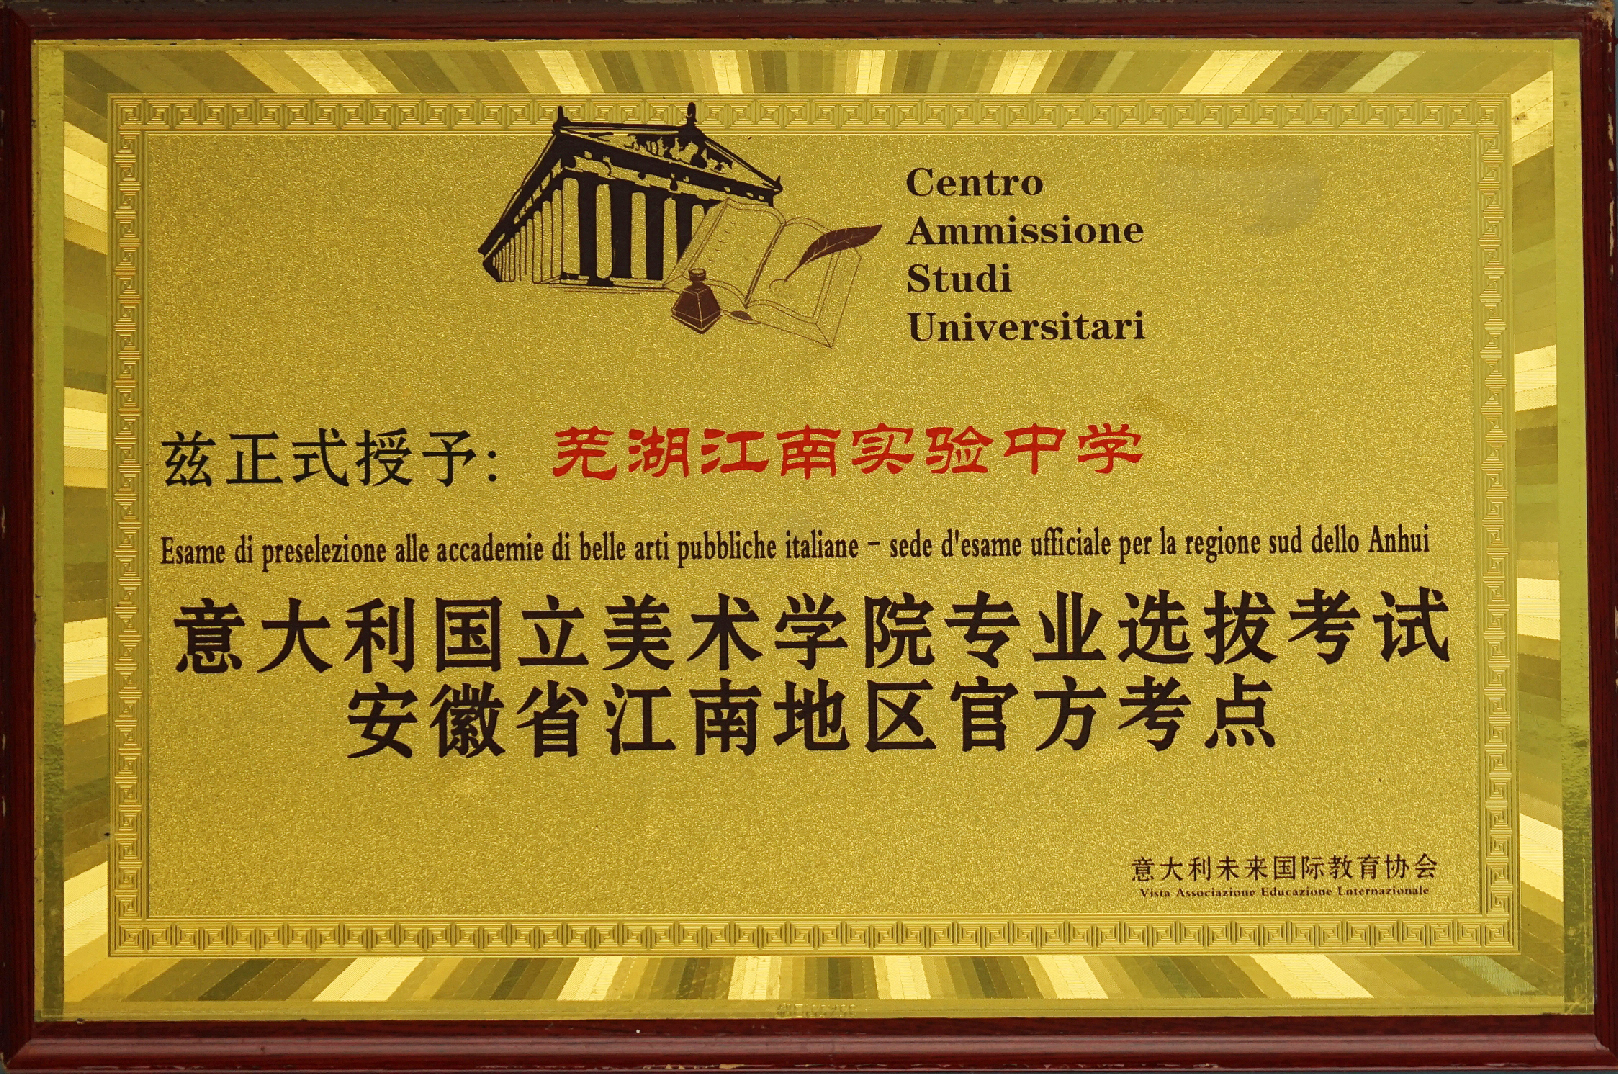 Centro
Ammissione
Studi
Universitari
兹正式授予: 芜湖江南实验中学
Esame di preselezione alle accademie di belle arti pubbliche italiane – sede d'esame ufficiale per la regione sud dello Anhui
意大利国立美术学院专业选拔考试
安徽省江南地区官方考点
意大利未来国际教育协会
Vista Associazione Educazione Internazionale